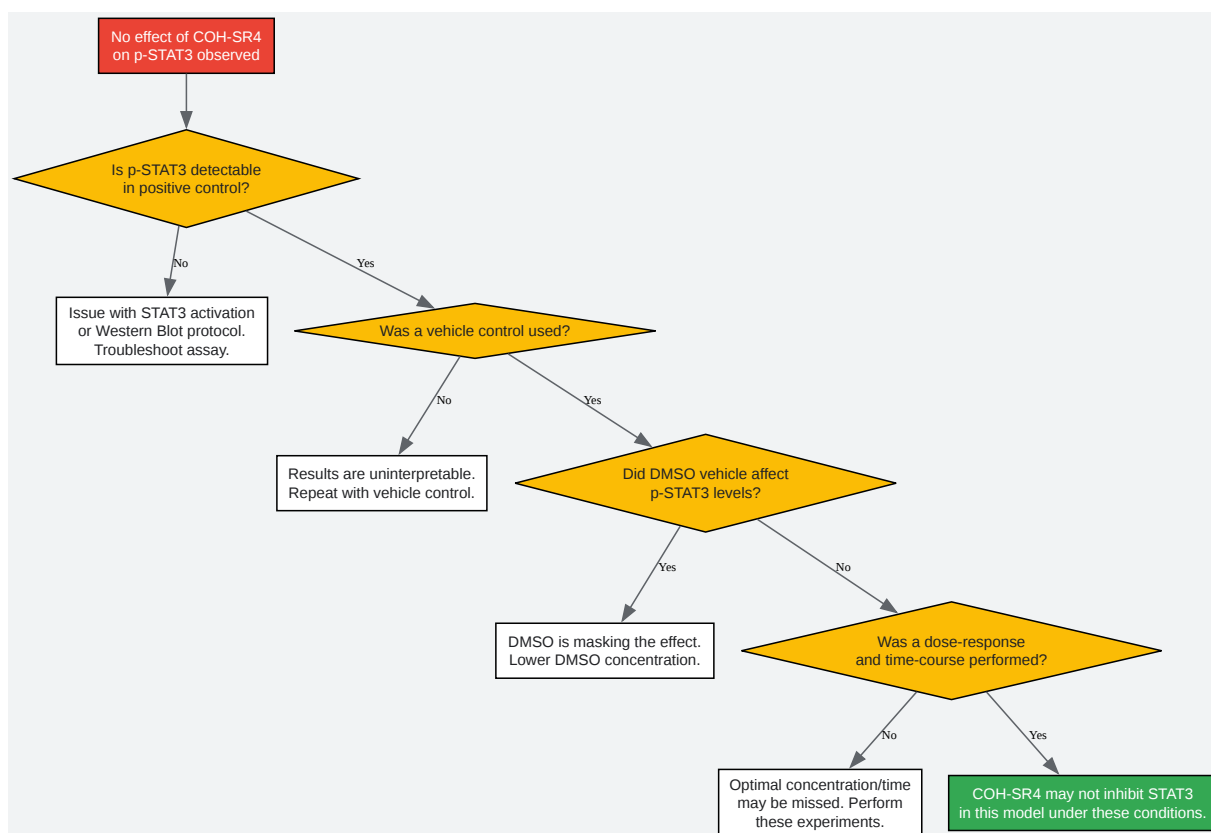 No effect of COH-SR4
on p-STAT3 observed
Is p-STAT3 detectable
in positive control?
No
Yes
Issue with STAT3 activation
or Western Blot protocol.
Troubleshoot assay.
Was a vehicle control used?
No
Yes
Results are uninterpretable.
Repeat with vehicle control.
Did DMSO vehicle affect
p-STAT3 levels?
Yes
No
DMSO is masking the effect.
Lower DMSO concentration.
Was a dose-response
and time-course performed?
No
Yes
Optimal concentration/time
may be missed. Perform
these experiments.
COH-SR4 may not inhibit STAT3
in this model under these conditions.